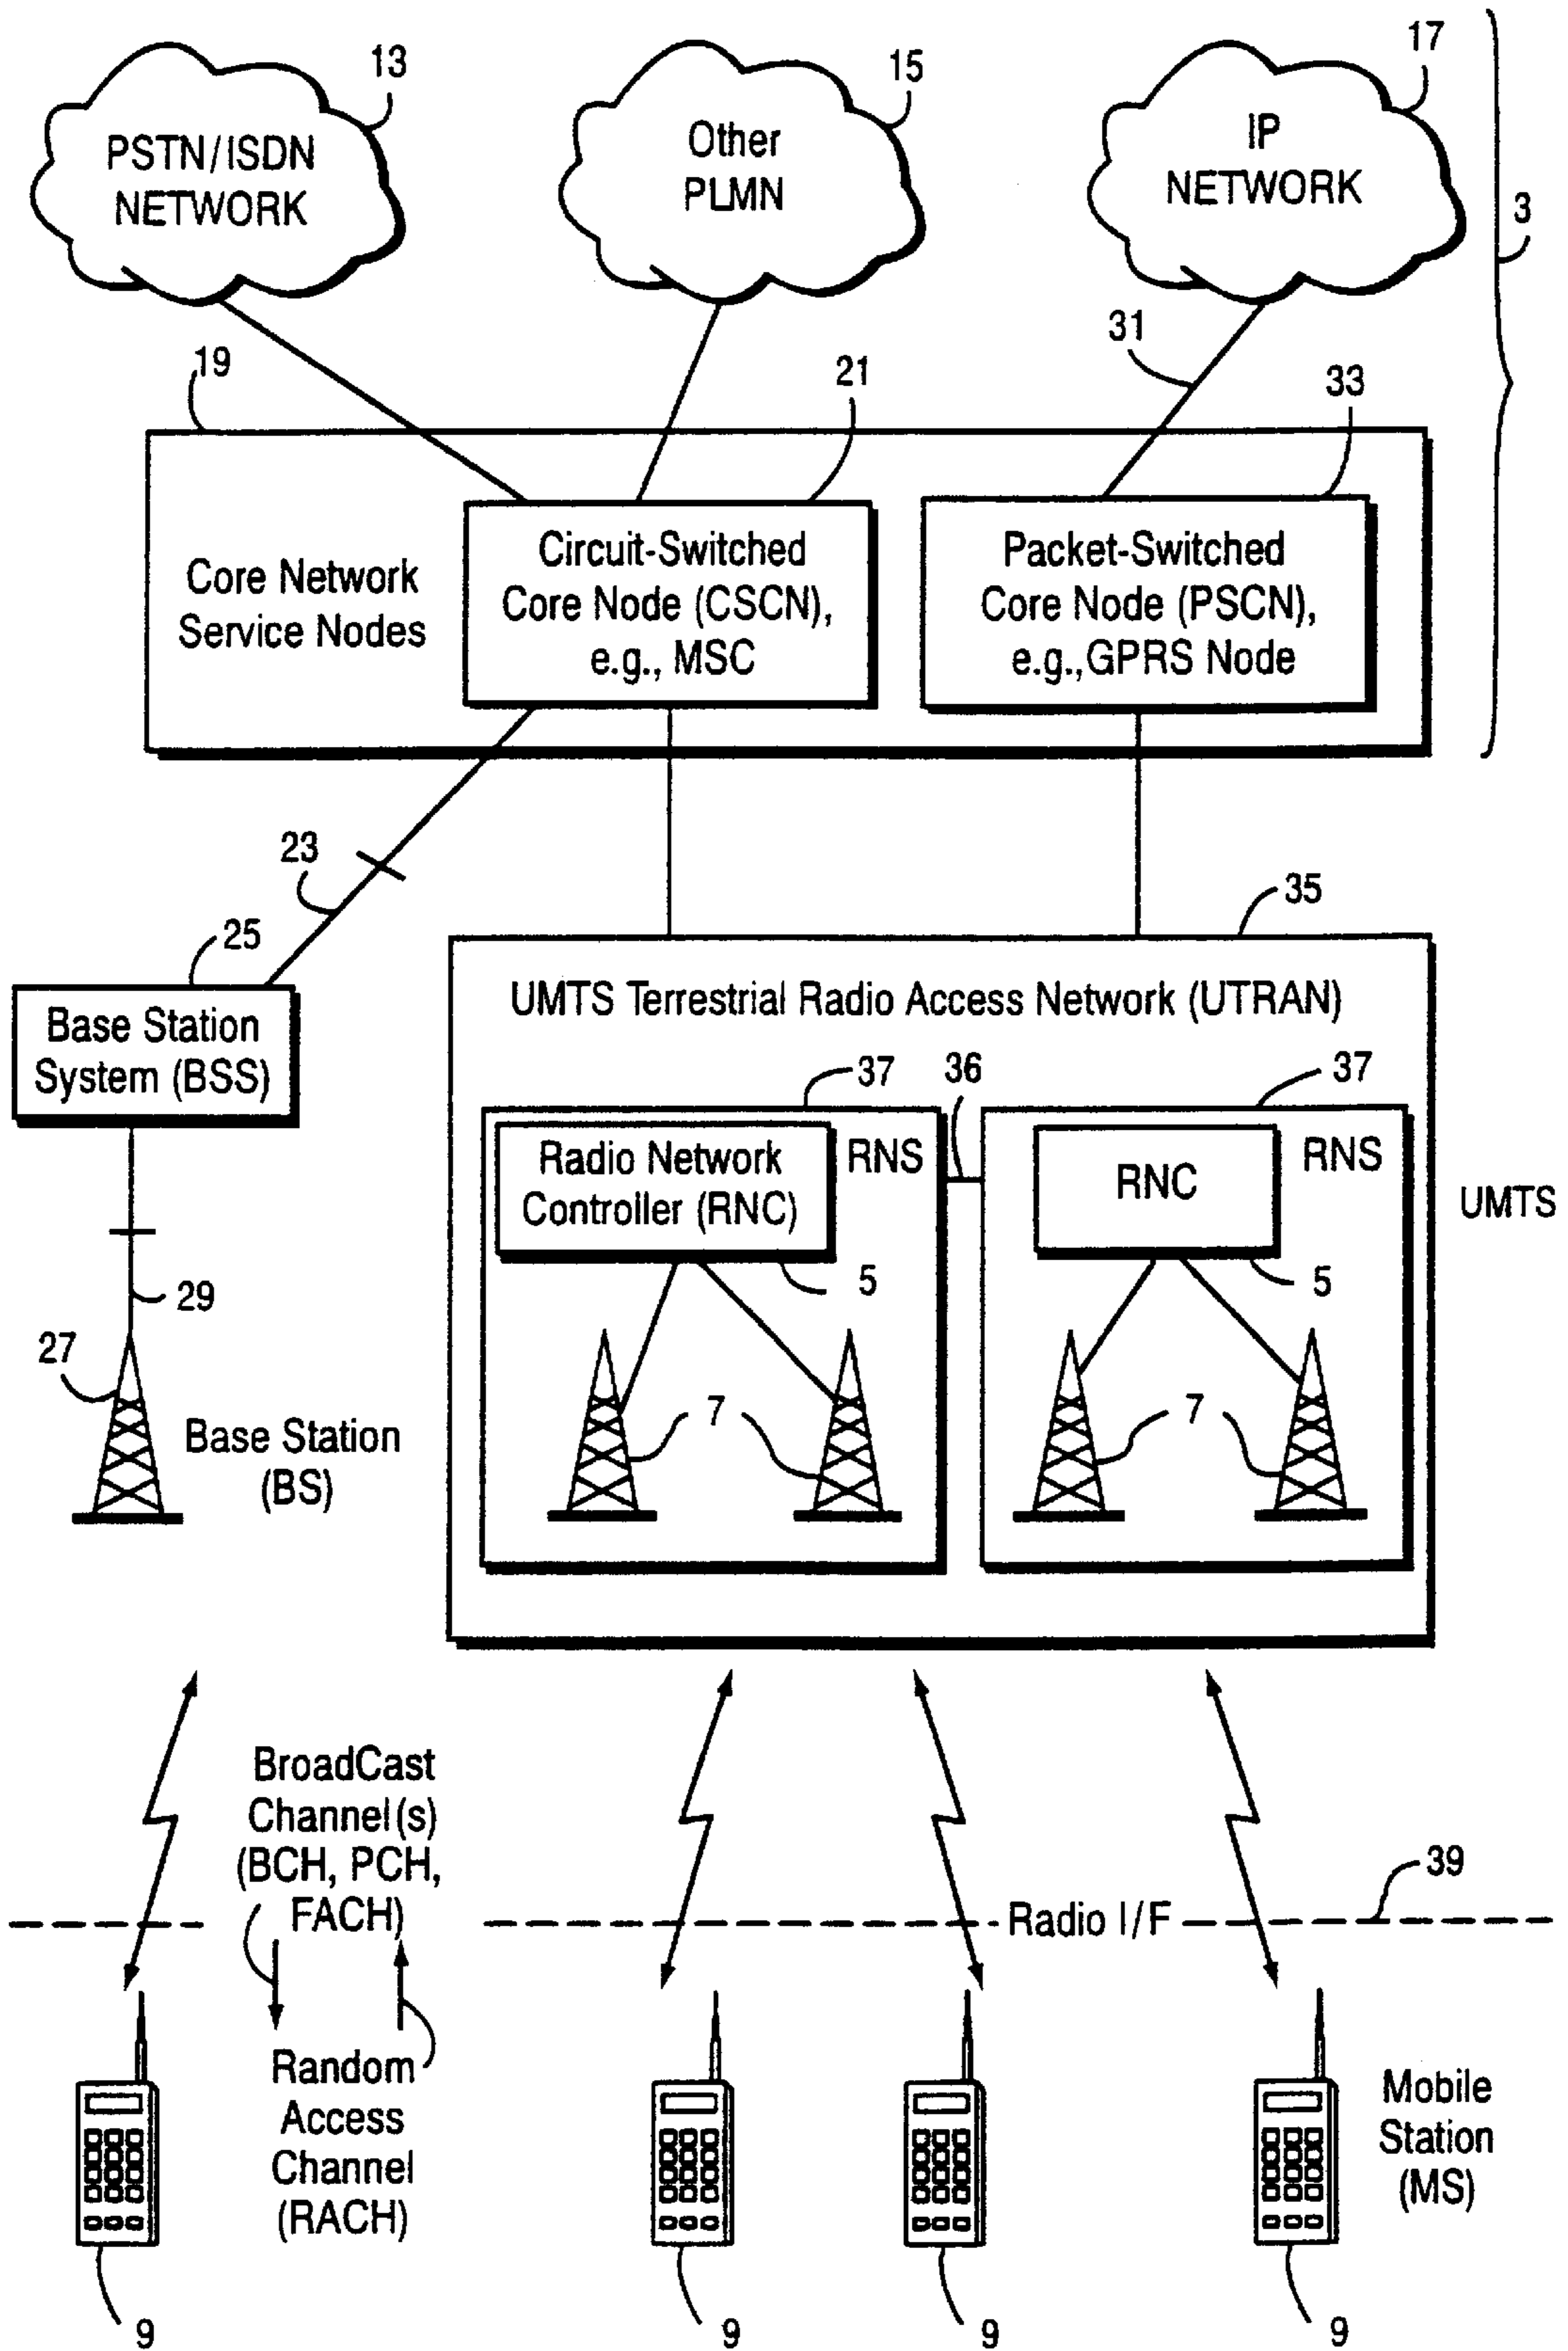 13
15
17
PSTN/ISDN
NETWORK
Other
PLMN
IP
NETWORK
3
31
19
21
33
Core Network
Service Nodes
Circuit-Switched
Core Node (CSCN),
e.g., MSC
Packet-Switched
Core Node (PSCN),
e.g.,GPRS Node
23
25
35
Base Station
System (BSS)
UMTS Terrestrial Radio Access Network (UTRAN)
37
36
37
Radio Network
Controller (RNC)
RNS
RNC
RNS
UMTS
29
5
5
27
7
7
Base Station
(BS)
BroadCast
Channel(s)
(BCH, PCH,
FACH)
39
Radio I/F
Random
Access
Channel
(RACH)
Mobile
Station
(MS)
9
9
9
9